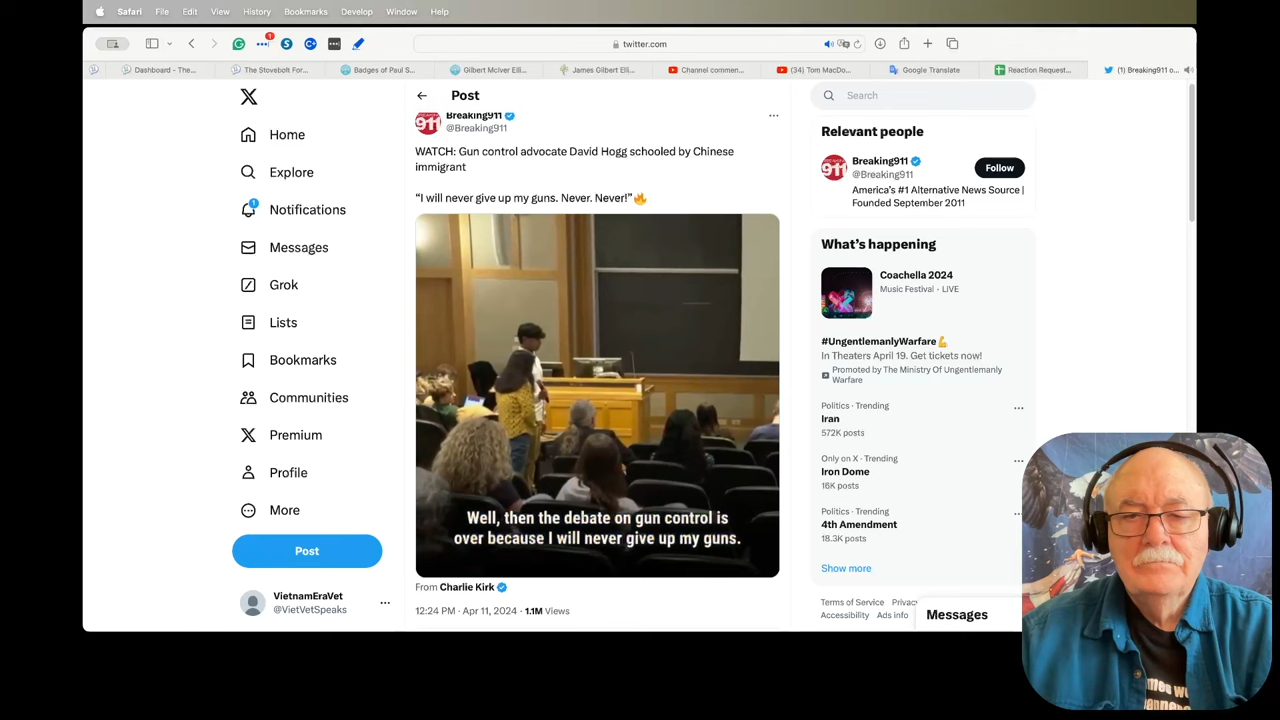 Safari File Edit View History Bookmarks Develop Window Help
1
twitter.com
Dashboard - The...
The Stovebolt For...
Badges of Paul S...
Gilbert McIver Elli...
James Gilbert Elli...
Channel commen...
(34) Tom MacDo...
Google Translate
Reaction Request...
(1) Breaking911 o...
Home
Explore
1
Notifications
Messages
Grok
Lists
Bookmarks
Communities
Premium
Profile
More
Post
VietnamEraVet
@VietVetSpeaks
Post
911
Breaking911
@Breaking911
WATCH: Gun control advocate David Hogg schooled by Chinese
immigrant
“I will never give up my guns. Never. Never!”🔥
Well, then the debate on gun control is
over because I will never give up my guns.
From Charlie Kirk
12:24 PM · Apr 11, 2024 · 1.1M Views
Search
Relevant people
911
Breaking911
@Breaking911
Follow
America’s #1 Alternative News Source |
Founded September 2011
What’s happening
Coachella 2024
Music Festival · LIVE
#UngentlemanlyWarfare💪
In Theaters April 19. Get tickets now!
Promoted by The Ministry Of Ungentlemanly
Warfare
Politics · Trending
Iran
572K posts
Only on X · Trending
Iron Dome
16K posts
Politics · Trending
4th Amendment
18.3K posts
Show more
Terms of Service
Accessibility Ads info
Messages